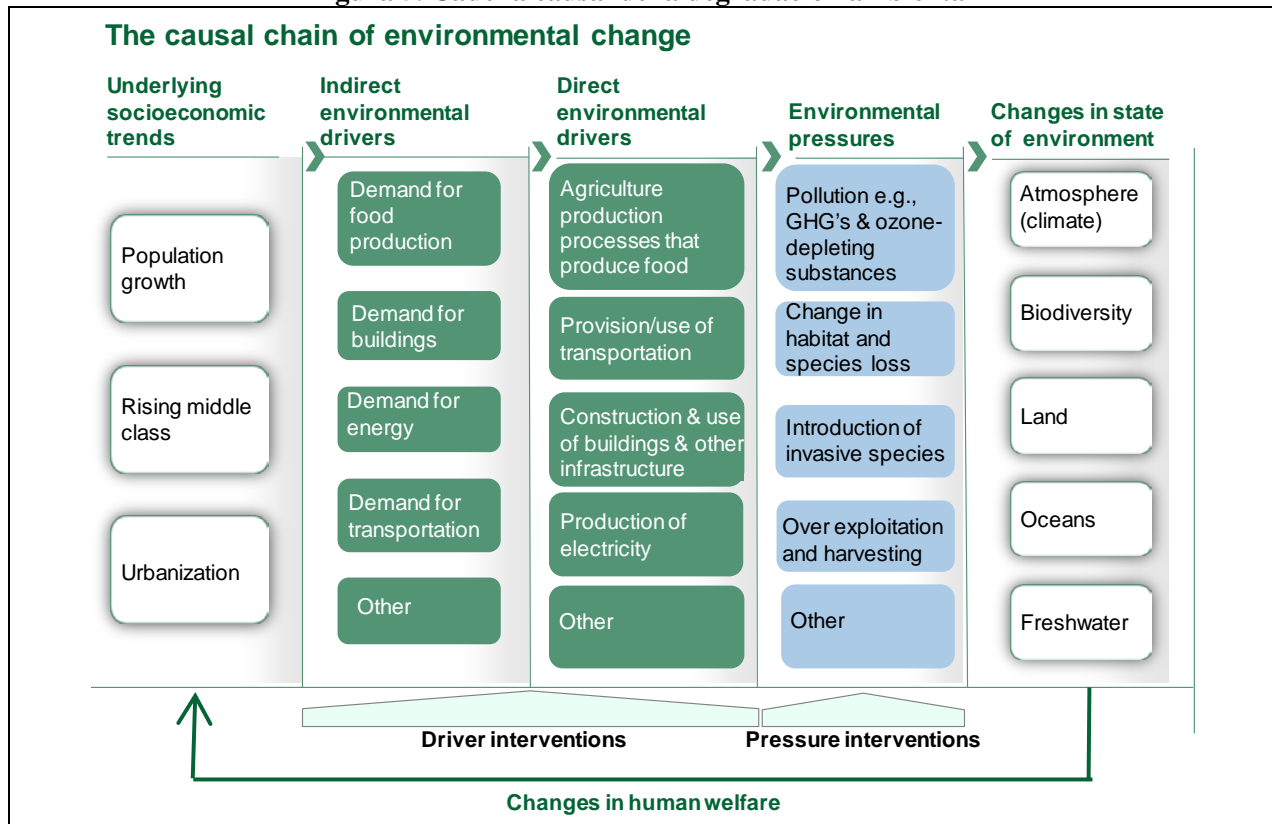 The causal chain of environmental change
Underlying
socioeconomic
trends
Indirect
environmental
drivers
Direct
environmental
drivers
Environmental
pressures
Changes in state
of environment
Population
growth
Rising middle
class
Urbanization
Demand for
food
production
Demand for
buildings
Demand for
energy
Demand for
transportation
Other
Agriculture
production
processes that
produce food
Provision/use of
transportation
Construction & use
of buildings & other
infrastructure
Production of
electricity
Other
Pollution e.g.,
GHG's & ozone-
depleting
substances
Change in
habitat and
species loss
Introduction of
invasive species
Over exploitation
and harvesting
Other
Atmosphere
(climate)
Biodiversity
Land
Oceans
Freshwater
Driver interventions
Pressure interventions
Changes in human welfare